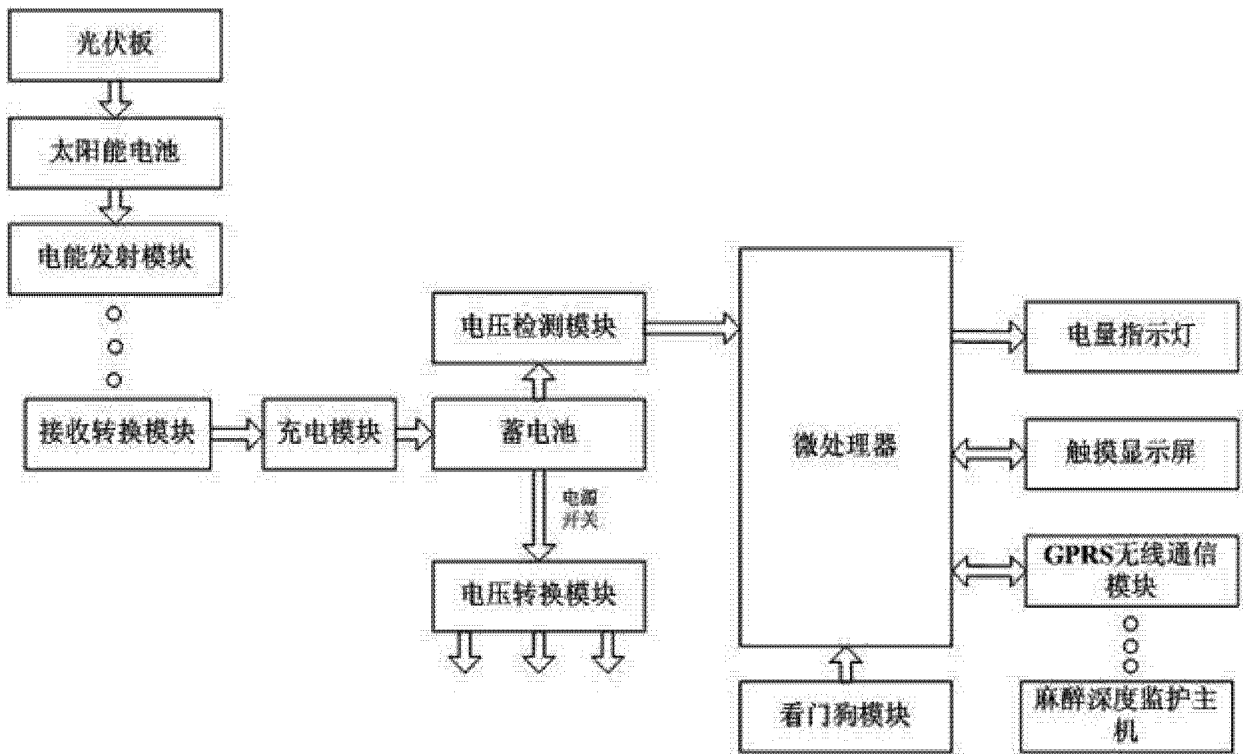 光伏板
太阳能电池
电能发射模块
电压检测模块
电量指示灯
接收转换模块
充电模块
蓄电池
微处理器
触摸显示屏
电源
开关
GPRS无线通信
模块
电压转换模块
看门狗模块
麻醉深度监护主
机